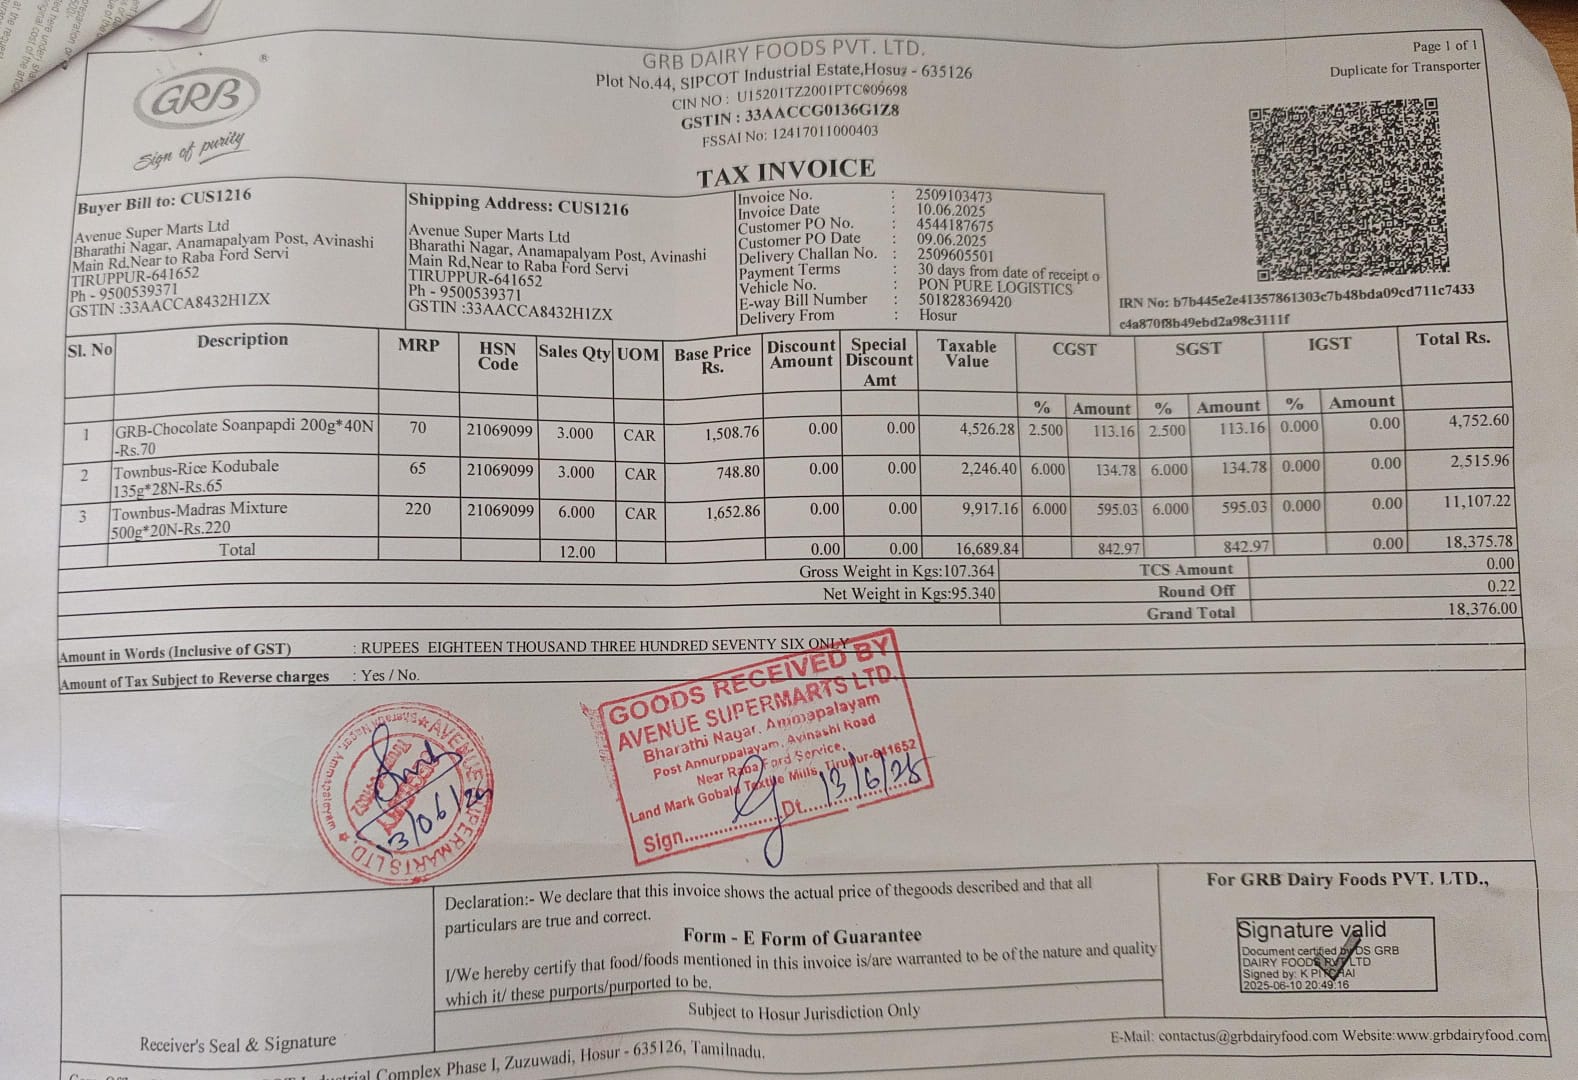 GRB
®
Sign of purity
GRB DAIRY FOODS PVT. LTD.
Plot No.44, SIPCOT Industrial Estate,Hosur - 635126
CIN NO : U15201TZ2001PTC009698
GSTIN : 33AACCG0136G1Z8
FSSAI No: 12417011000403
TAX INVOICE
Page 1 of 1
Duplicate for Transporter
Buyer Bill to: CUS1216
Avenue Super Marts Ltd
Bharathi Nagar, Anamapalyam Post, Avinashi
Main Rd,Near to Raba Ford Servi
TIRUPPUR-641652
Ph - 9500539371
GSTIN :33AACCA8432H1ZX
Shipping Address: CUS1216
Avenue Super Marts Ltd
Bharathi Nagar, Anamapalyam Post, Avinashi
Main Rd,Near to Raba Ford Servi
TIRUPPUR-641652
Ph - 9500539371
GSTIN :33AACCA8432H1ZX
Invoice No. : 2509103473
Invoice Date : 10.06.2025
Customer PO No. : 4544187675
Customer PO Date : 09.06.2025
Delivery Challan No. : 2509605501
Payment Terms : 30 days from date of receipt o
Vehicle No. : PON PURE LOGISTICS
E-way Bill Number : 501828369420
Delivery From : Hosur
IRN No: b7b445e2e41357861303c7b48bda09cd711c7433
c4a870f8b49ebd2a98c3111f
Sl. No Description MRP HSN Code Sales Qty UOM Base Price Rs. Discount Amount Special Discount Amt Taxable Value CGST SGST IGST Total Rs.
% Amount % Amount % Amount
1 GRB-Chocolate Soanpapdi 200g*40N 70 21069099 3.000 CAR 1,508.76 0.00 0.00 4,526.28 2.500 113.16 2.500 113.16 0.000 0.00 4,752.60
-Rs.70
2 Townbus-Rice Kodubale 65 21069099 3.000 CAR 748.80 0.00 0.00 2,246.40 6.000 134.78 6.000 134.78 0.000 0.00 2,515.96
135g*28N-Rs.65
3 Townbus-Madras Mixture 220 21069099 6.000 CAR 1,652.86 0.00 0.00 9,917.16 6.000 595.03 6.000 595.03 0.000 0.00 11,107.22
500g*20N-Rs.220
Total 12.00 0.00 0.00 16,689.84 842.97 842.97 0.00 18,375.78
Gross Weight in Kgs:107.364 TCS Amount 0.00
Net Weight in Kgs:95.340 Round Off 0.22
Grand Total 18,376.00
Amount in Words (Inclusive of GST) : RUPEES EIGHTEEN THOUSAND THREE HUNDRED SEVENTY SIX ONLY
Amount of Tax Subject to Reverse charges : Yes / No.
AVENUE SUPERMARTS LTD.
13/06/25
GOODS RECEIVED BY
AVENUE SUPERMARTS LTD.
Bharathi Nagar, Ammapalayam
Post Annurppalayam, Avinashi Road
Near Raba Ford Service,
Land Mark Gobald Textile Mills, Tirupur-641652
Sign.................Dt.................
13/6/25
Declaration:- We declare that this invoice shows the actual price of thegoods described and that all
particulars are true and correct.
Form - E Form of Guarantee
I/We hereby certify that food/foods mentioned in this invoice is/are warranted to be of the nature and quality
which it/ these purports/purported to be.
Subject to Hosur Jurisdiction Only
Receiver's Seal & Signature
For GRB Dairy Foods PVT. LTD.,
Signature valid
Document certified by DS GRB
DAIRY FOODS PVT LTD
Signed by: K PITCHAI
2025-06-10 20:49:16
E-Mail: contactus@grbdairyfood.com Website:www.grbdairyfood.com
Complex Phase I, Zuzuwadi, Hosur - 635126, Tamilnadu.